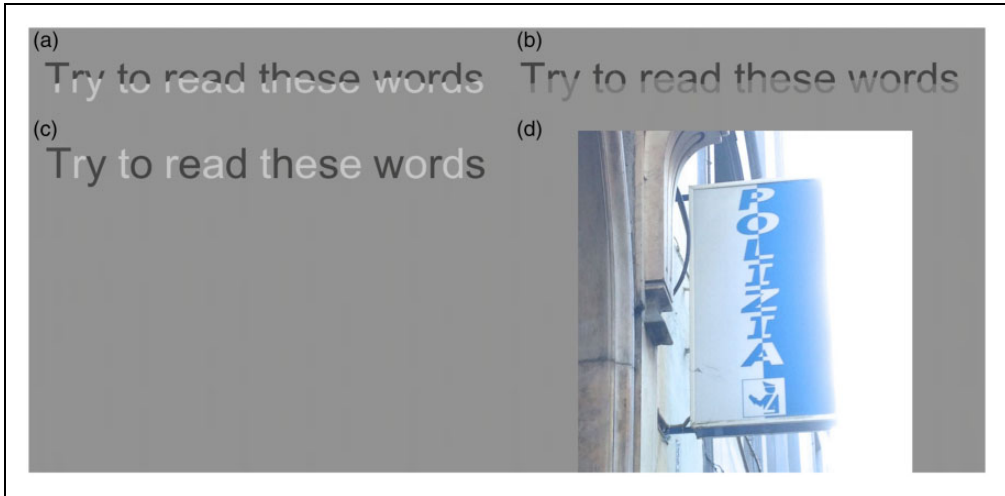 (a)
Try to read these words
(b)
Try to read these words
(c)
Try to read these words
(d)
POLIZIA